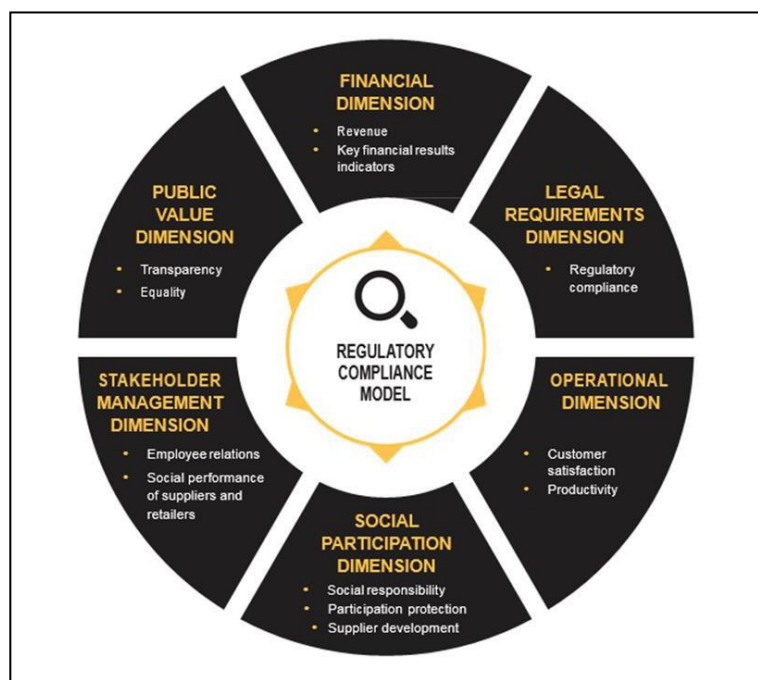 FINANCIAL
DIMENSION
• Revenue
• Key financial results
indicators
LEGAL
REQUIREMENTS
DIMENSION
• Regulatory
compliance
OPERATIONAL
DIMENSION
• Customer
satisfaction
• Productivity
SOCIAL
PARTICIPATION
DIMENSION
• Social responsibility
• Participation protection
• Supplier development
STAKEHOLDER
MANAGEMENT
DIMENSION
• Employee relations
• Social performance
of suppliers and
retailers
PUBLIC
VALUE
DIMENSION
• Transparency
• Equality
REGULATORY
COMPLIANCE
MODEL